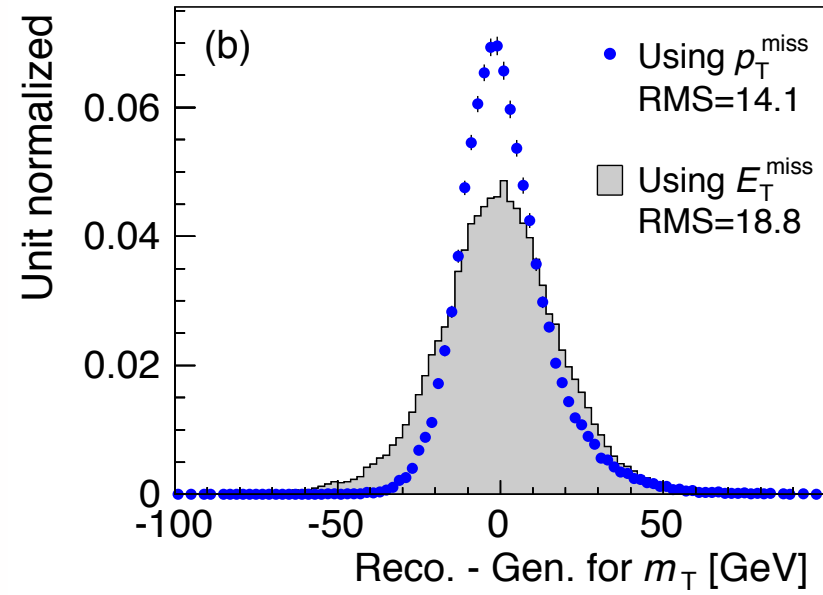 (b)
Using p_T^miss
RMS=14.1
Using E_T^miss
RMS=18.8
Unit normalized
0.06
0.04
0.02
0
-100
-50
0
50
Reco. - Gen. for m_T [GeV]